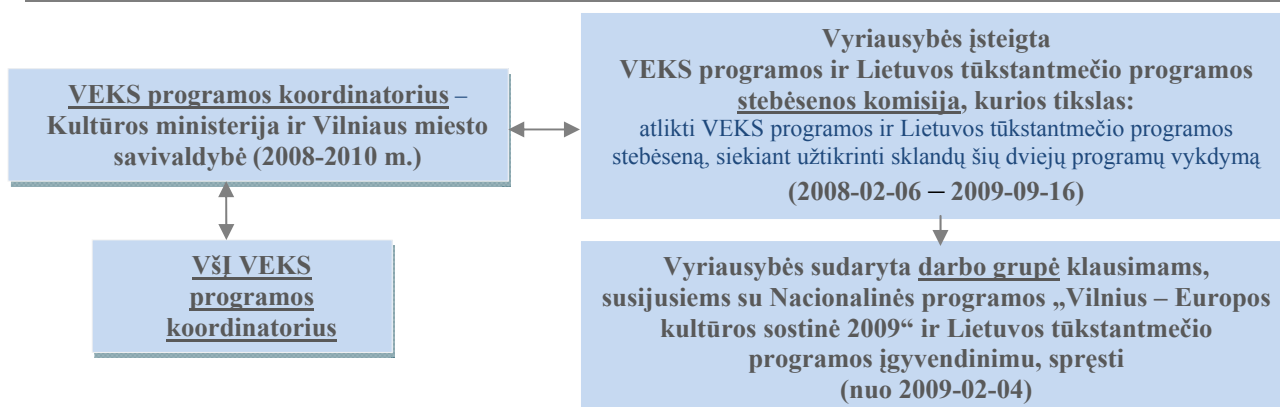 VEKS programos koordinatorius –
Kultūros ministerija ir Vilniaus miesto
savivaldybė (2008-2010 m.)
VšĮ VEKS
programos
koordinatorius
Vyriausybės įsteigta
VEKS programos ir Lietuvos tūkstantmečio programos
stebėsenos komisija, kurios tikslas:
atlikti VEKS programos ir Lietuvos tūkstantmečio programos
stebėseną, siekiant užtikrinti sklandų šių dviejų programų vykdymą
(2008-02-06 – 2009-09-16)
Vyriausybės sudaryta darbo grupė klausimams,
susijusiems su Nacionalinės programos „Vilnius – Europos
kultūros sostinė 2009“ ir Lietuvos tūkstantmečio
programos įgyvendinimu, spręsti
(nuo 2009-02-04)